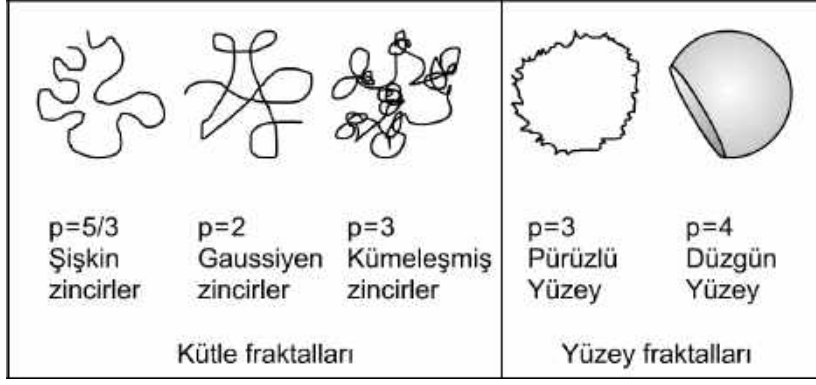 p=5/3
Şişkin
zincirler
p=2
Gaussiyen
zincirler
p=3
Kümeleşmiş
zincirler
p=3
Pürüzlü
Yüzey
p=4
Düzgün
Yüzey
Kütle fraktalları
Yüzey fraktalları